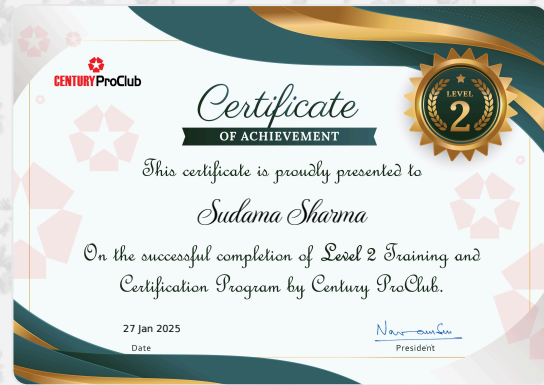 CENTURY ProClub
LEVEL
2
Certificate
OF ACHIEVEMENT
This certificate is proudly presented to
Sudama Sharma
On the successful completion of Level 2 Training and
Certification Program by Century ProClub.
27 Jan 2025
Date
President